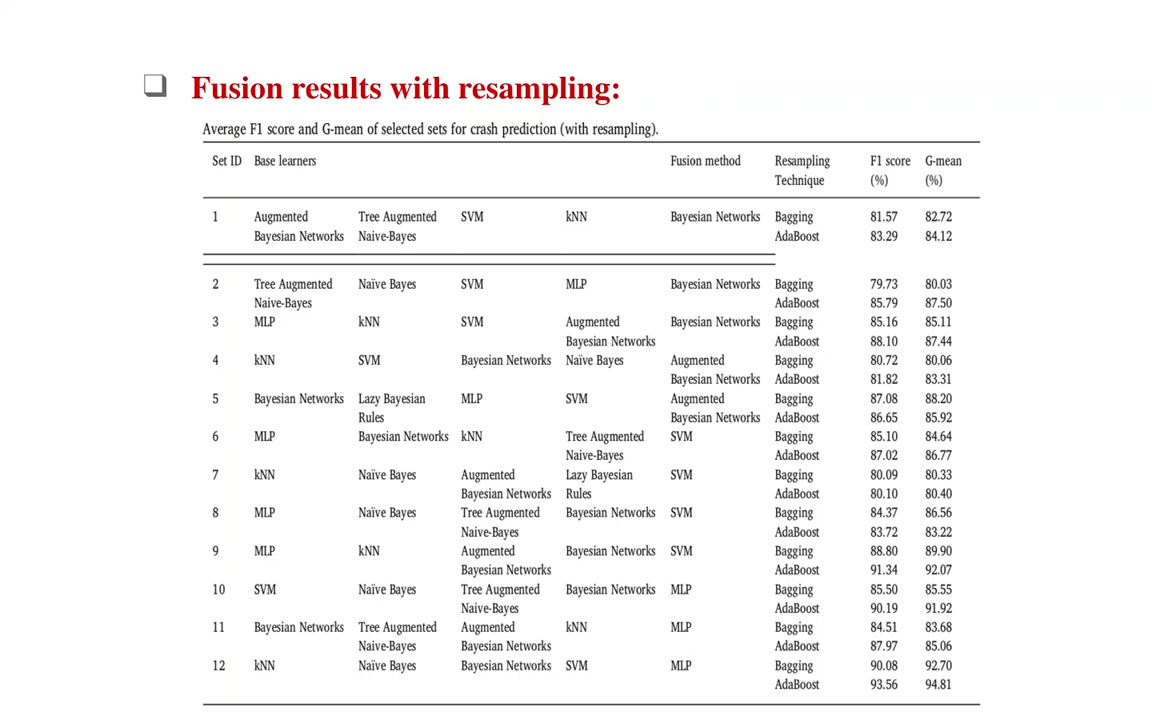 ❑ Fusion results with resampling:
Average F1 score and G-mean of selected sets for crash prediction (with resampling).
Set ID Base learners Fusion method Resampling F1 score G-mean
Technique (%) (%)
1 Augmented Tree Augmented SVM kNN Bayesian Networks Bagging 81.57 82.72
Bayesian Networks Naive-Bayes AdaBoost 83.29 84.12
2 Tree Augmented Naïve Bayes SVM MLP Bayesian Networks Bagging 79.73 80.03
Naive-Bayes AdaBoost 85.79 87.50
3 MLP kNN SVM Augmented Bayesian Networks Bagging 85.16 85.11
Bayesian Networks AdaBoost 88.10 87.44
4 kNN SVM Bayesian Networks Naïve Bayes Augmented Bagging 80.72 80.06
Bayesian Networks AdaBoost 81.82 83.31
5 Bayesian Networks Lazy Bayesian MLP SVM Augmented Bagging 87.08 88.20
Rules Bayesian Networks AdaBoost 86.65 85.92
6 MLP Bayesian Networks kNN Tree Augmented SVM Bagging 85.10 84.64
Naive-Bayes AdaBoost 87.02 86.77
7 kNN Naïve Bayes Augmented Lazy Bayesian SVM Bagging 80.09 80.33
Bayesian Networks Rules AdaBoost 80.10 80.40
8 MLP Naïve Bayes Tree Augmented Bayesian Networks SVM Bagging 84.37 86.56
Naive-Bayes AdaBoost 83.72 83.22
9 MLP kNN Augmented Bayesian Networks SVM Bagging 88.80 89.90
Bayesian Networks AdaBoost 91.34 92.07
10 SVM Naïve Bayes Tree Augmented Bayesian Networks MLP Bagging 85.50 85.55
Naive-Bayes AdaBoost 90.19 91.92
11 Bayesian Networks Tree Augmented Augmented kNN MLP Bagging 84.51 83.68
Naive-Bayes Bayesian Networks AdaBoost 87.97 85.06
12 kNN Naïve Bayes Bayesian Networks SVM MLP Bagging 90.08 92.70
AdaBoost 93.56 94.81